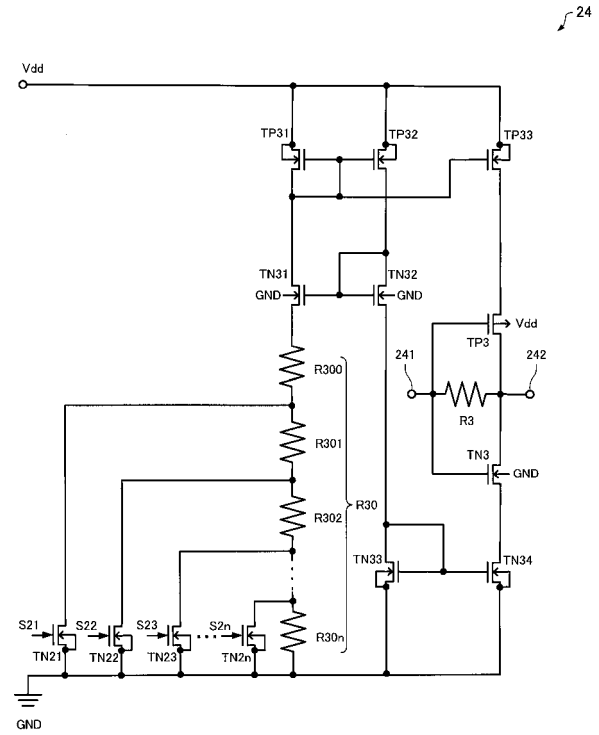 24
Vdd
TP31
TP32
TP33
TN31
TN32
GND
GND
Vdd
TP3
R300
241
242
R301
R3
TN3
GND
R302
R30
TN33
TN34
S21
S22
S23
S2n
R30n
TN21
TN22
TN23
TN2n
GND